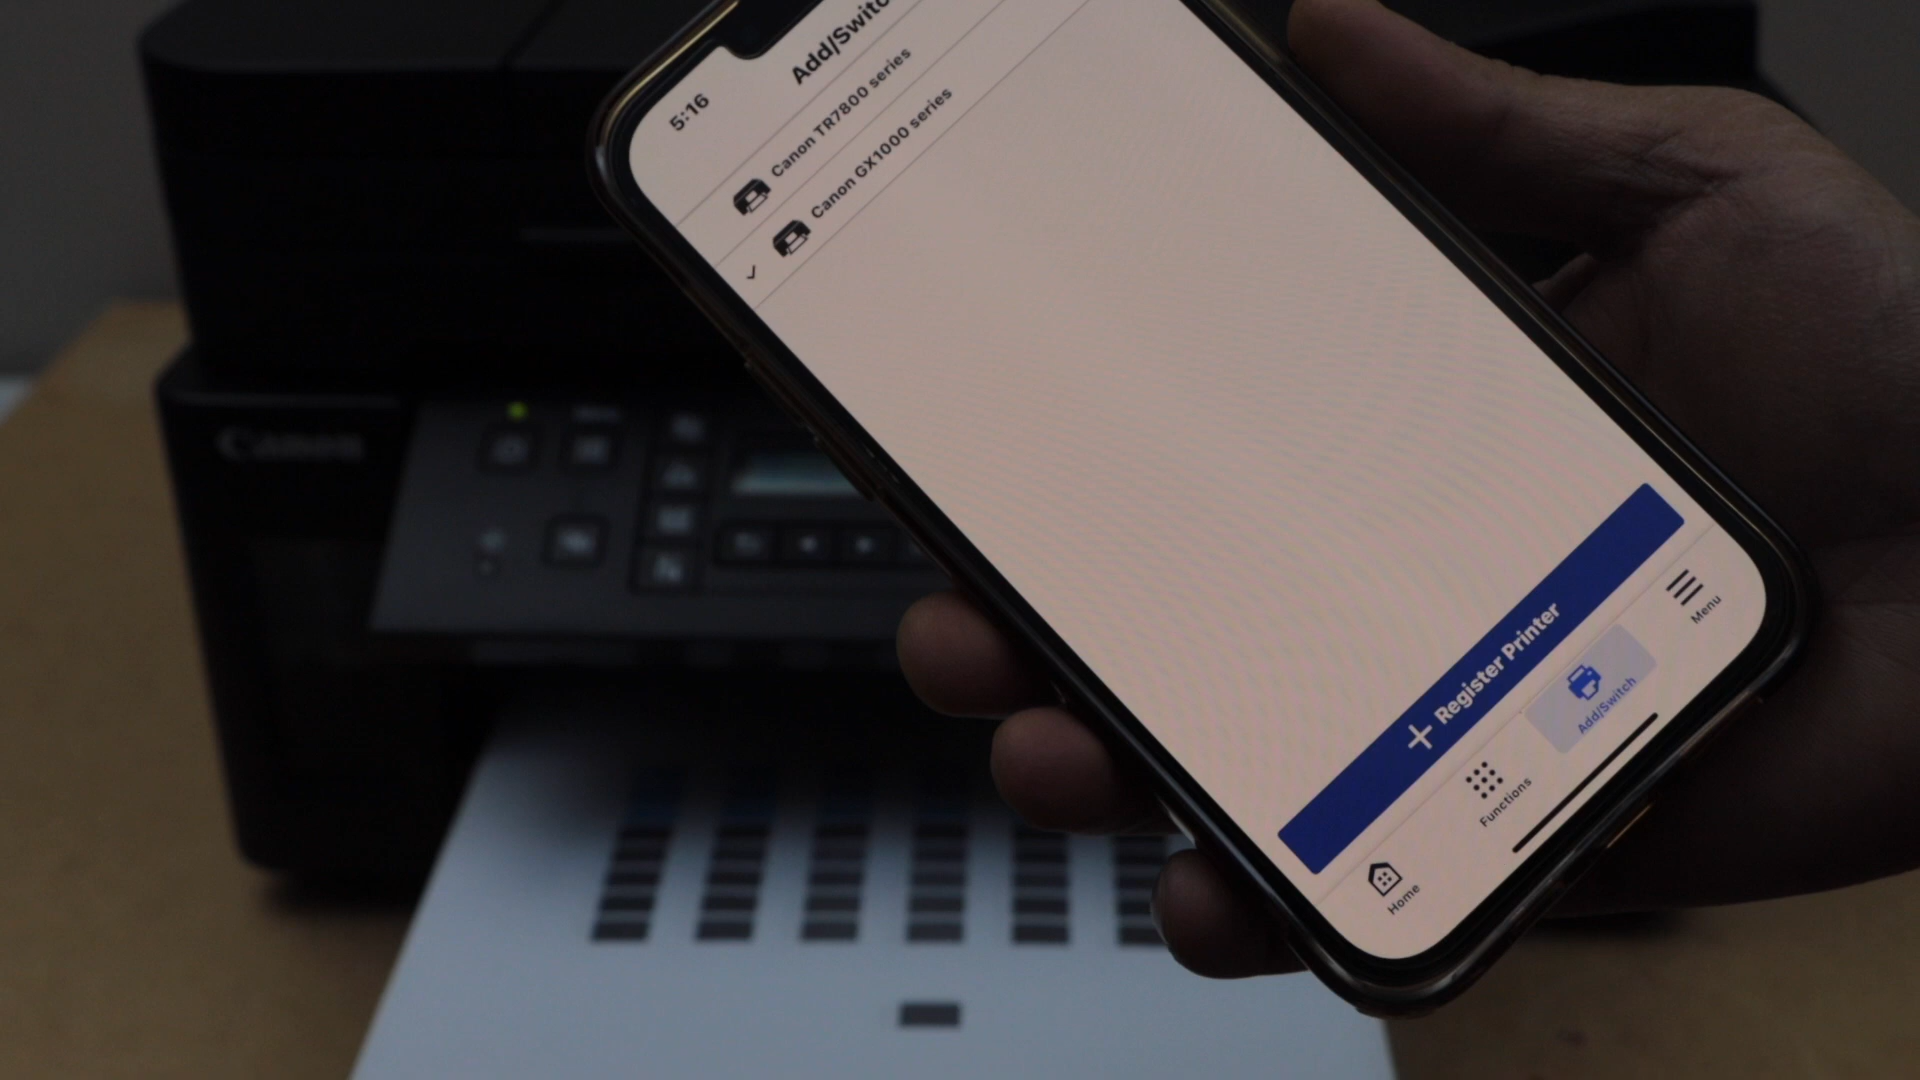 5:16
Add/Switc
Canon TR7800 series
Canon GX1000 series
Register Printer
Home
Functions
Add/Switch
Menu
Canon